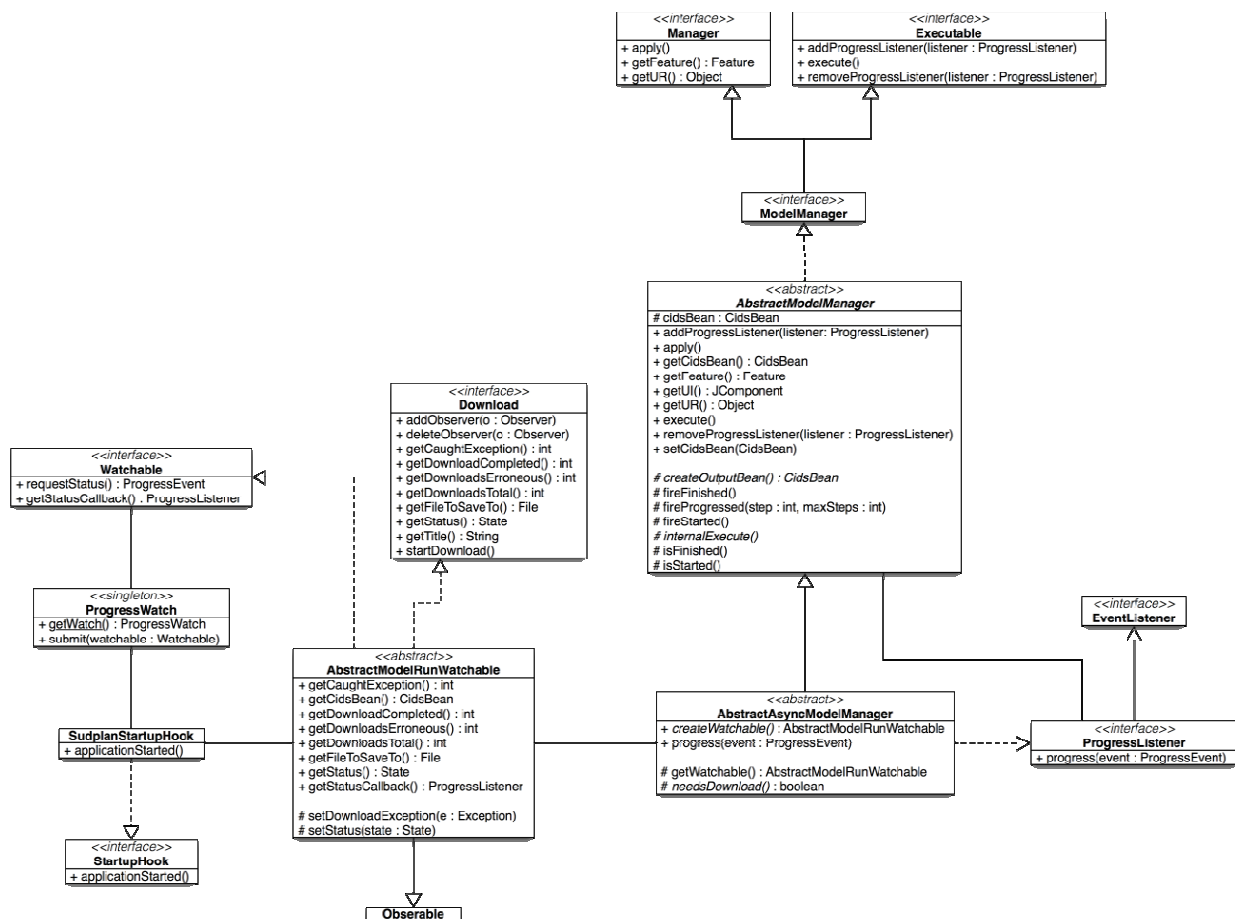 <<interface>>
Manager
+ apply()
+ getFeature() : Feature
+ getUR() : Object
<<interface>>
Executable
+ addProgressListener(listener : ProgressListener)
+ execute()
+ removeProgressListener(listener : ProgressListener)
<<interface>>
ModelManager
<<abstract>>
AbstractModelManager
# cidsBean : CidsBean
+ addProgressListener(listener: ProgressListener)
+ apply()
+ getCidsBean() : CidsBean
+ getFeature() : Feature
+ getUI() : JComponent
+ getUR() : Object
+ execute()
+ removeProgressListener(listener : ProgressListener)
+ setCidsBean(CidsBean)
# createOutputBean() : CidsBean
# fireFinished()
# fireProgressed(step : int, maxSteps : int)
# fireStarted()
# internalExecute()
# isFinished()
# isStarted()
<<interface>>
Download
+ addObserver(o : Observer)
+ deleteObserver(o : Observer)
+ getCaughtException() : int
+ getDownloadCompleted() : int
+ getDownloadsErroneous() : int
+ getDownloadsTotal() : int
+ getFileToSaveTo() : File
+ getStatus() : State
+ getTitle() : String
+ startDownload()
<<interface>>
Watchable
+ requestStatus() : ProgressEvent
+ getStatusCallback() : ProgressListener
<<singleton>>
ProgressWatch
+ getWatch() : ProgressWatch
+ submit(watchable : Watchable)
<<interface>>
EventListener
<<abstract>>
AbstractModelRunWatchable
+ getCaughtException() : int
+ getCidsBean() : CidsBean
+ getDownloadCompleted() : int
+ getDownloadsErroneous() : int
+ getDownloadsTotal() : int
+ getFileToSaveTo() : File
+ getStatus() : State
+ getStatusCallback() : ProgressListener
# setDownloadException(e : Exception)
# setStatus(state : State)
<<abstract>>
AbstractAsyncModelManager
+ createWatchable() : AbstractModelRunWatchable
+ progress(event : ProgressEvent)
# getWatchable() : AbstractModelRunWatchable
# needsDownload() : boolean
<<interface>>
ProgressListener
+ progress(event : ProgressEvent)
SudplanStartupHook
+ applicationStarted()
<<interface>>
StartupHook
+ applicationStarted()
Obserable